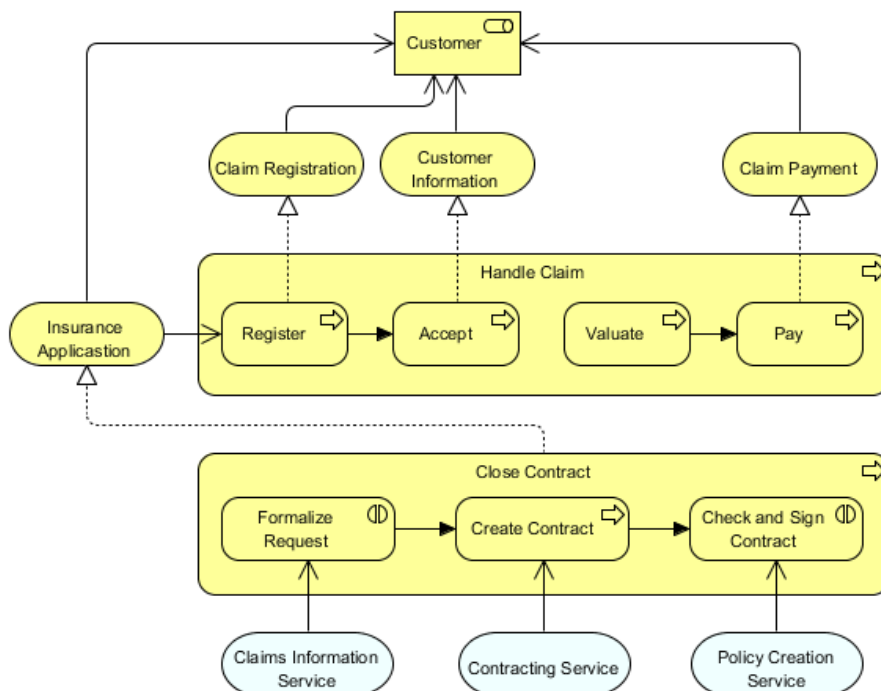 Customer
Claim Registration
Customer
Information
Claim Payment
Handle Claim
Insurance
Applicastion
Register
Accept
Valuate
Pay
Close Contract
Formalize
Request
Create Contract
Check and Sign
Contract
Claims Information
Service
Contracting Service
Policy Creation
Service